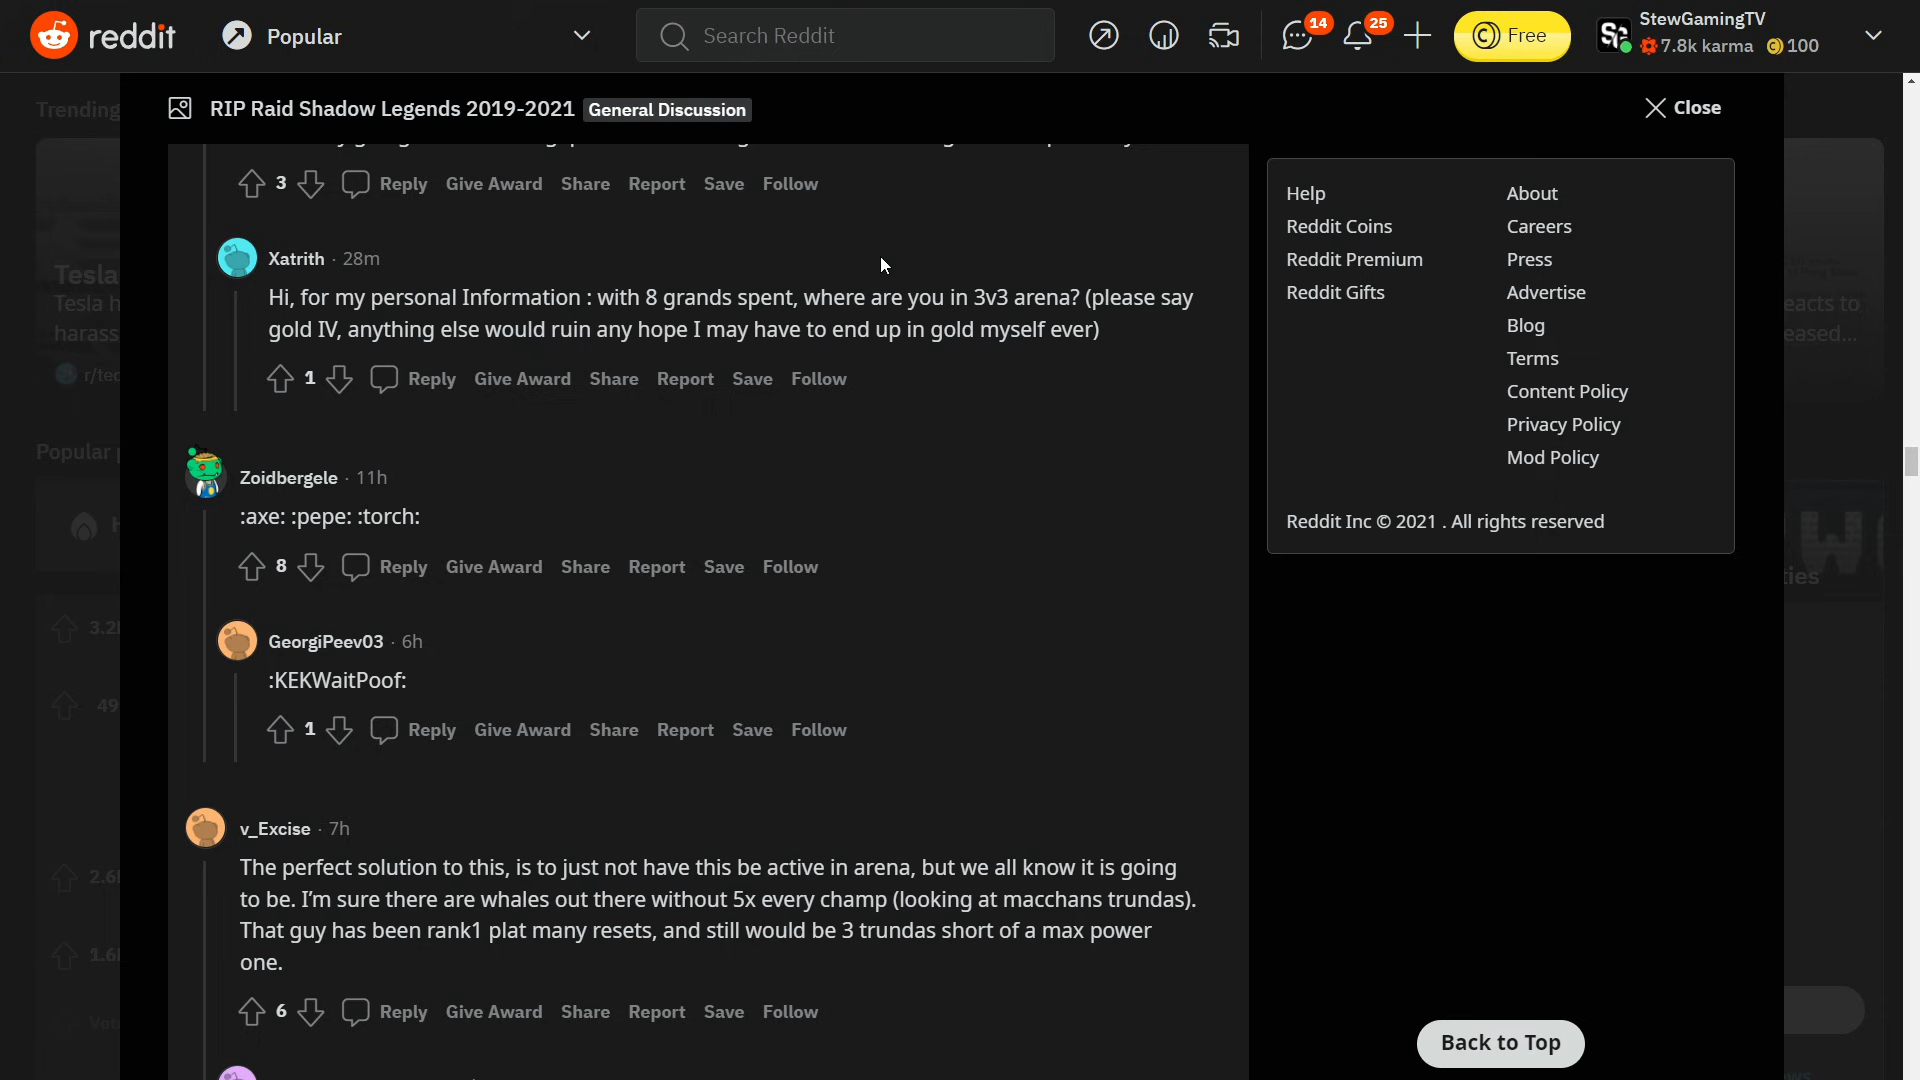 reddit
Popular
Search Reddit
14
25
Free
StewGamingTV
7.8k karma
100
Trending
RIP Raid Shadow Legends 2019-2021
General Discussion
Close
3
Reply Give Award Share Report Save Follow
Xatrith · 28m
Hi, for my personal Information : with 8 grands spent, where are you in 3v3 arena? (please say
gold IV, anything else would ruin any hope I may have to end up in gold myself ever)
1
Reply Give Award Share Report Save Follow
Zoidbergele · 11h
:axe: :pepe: :torch:
8
Reply Give Award Share Report Save Follow
GeorgiPeev03 · 6h
:KEKWaitPoof:
1
Reply Give Award Share Report Save Follow
v_Excise · 7h
The perfect solution to this, is to just not have this be active in arena, but we all know it is going
to be. I'm sure there are whales out there without 5x every champ (looking at macchans trundas).
That guy has been rank1 plat many resets, and still would be 3 trundas short of a max power
one.
6
Reply Give Award Share Report Save Follow
Help
Reddit Coins
Reddit Premium
Reddit Gifts
About
Careers
Press
Advertise
Blog
Terms
Content Policy
Privacy Policy
Mod Policy
Reddit Inc © 2021 . All rights reserved
Back to Top
Tesla
Tesla h
harass
r/tec
Popular
eacts to
eased...
ties